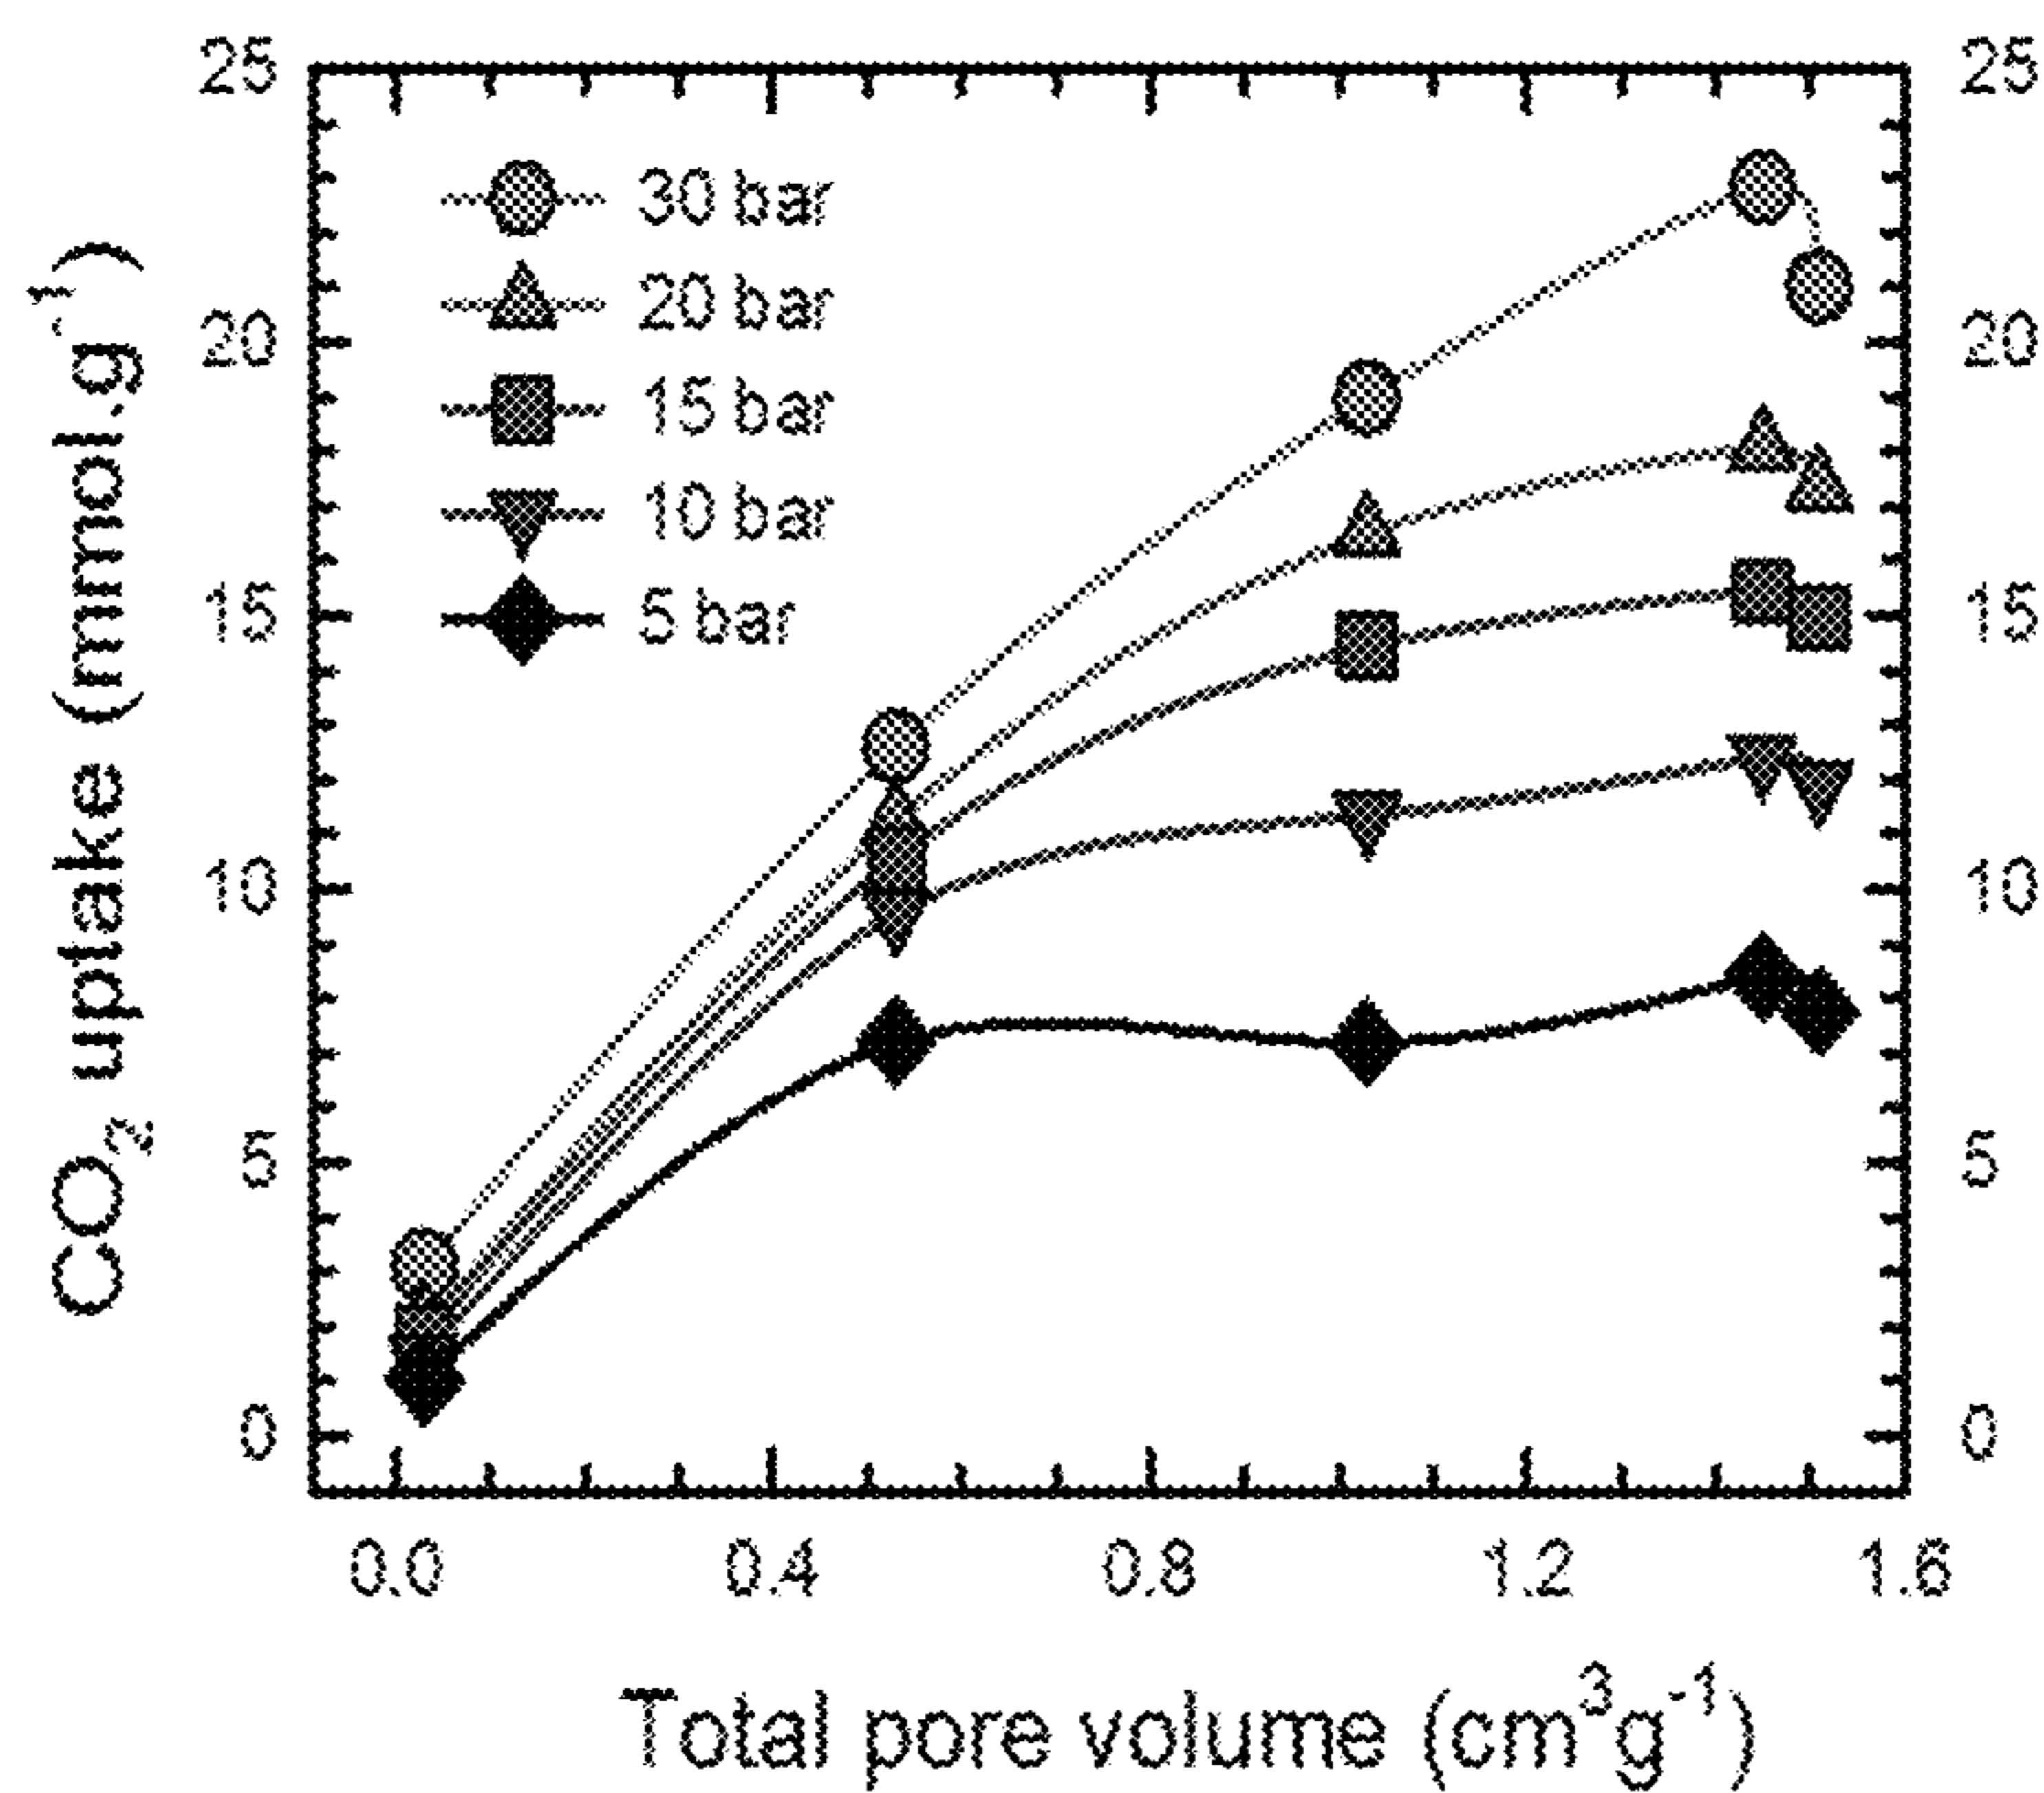 CO₂ uptake (mmol.g⁻¹)
25
20
15
10
5
0
30 bar
20 bar
15 bar
10 bar
5 bar
25
20
15
10
5
0
0.0 0.4 0.8 1.2 1.6
Total pore volume (cm³g⁻¹)